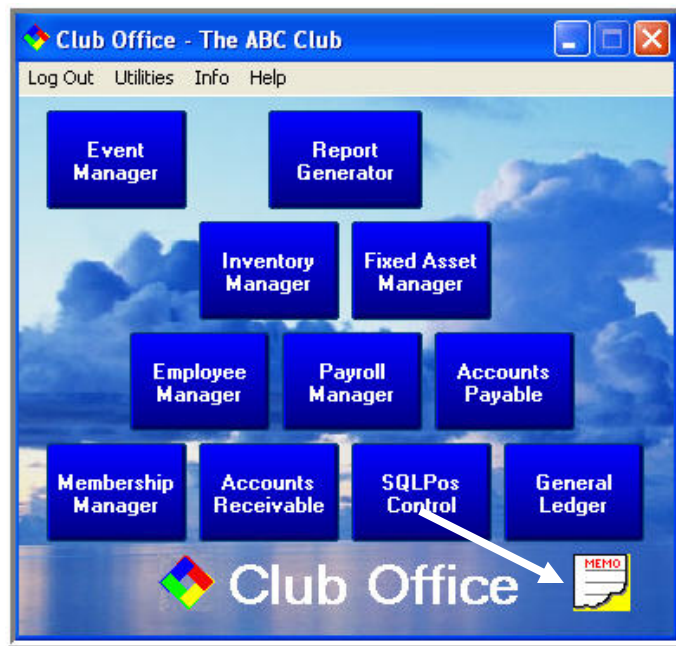 Club Office - The ABC Club
Log Out Utilities Info Help
Event
Manager
Report
Generator
Inventory
Manager
Fixed Asset
Manager
Employee
Manager
Payroll
Manager
Accounts
Payable
Membership
Manager
Accounts
Receivable
SQLPos
Control
General
Ledger
Club Office
MEMO